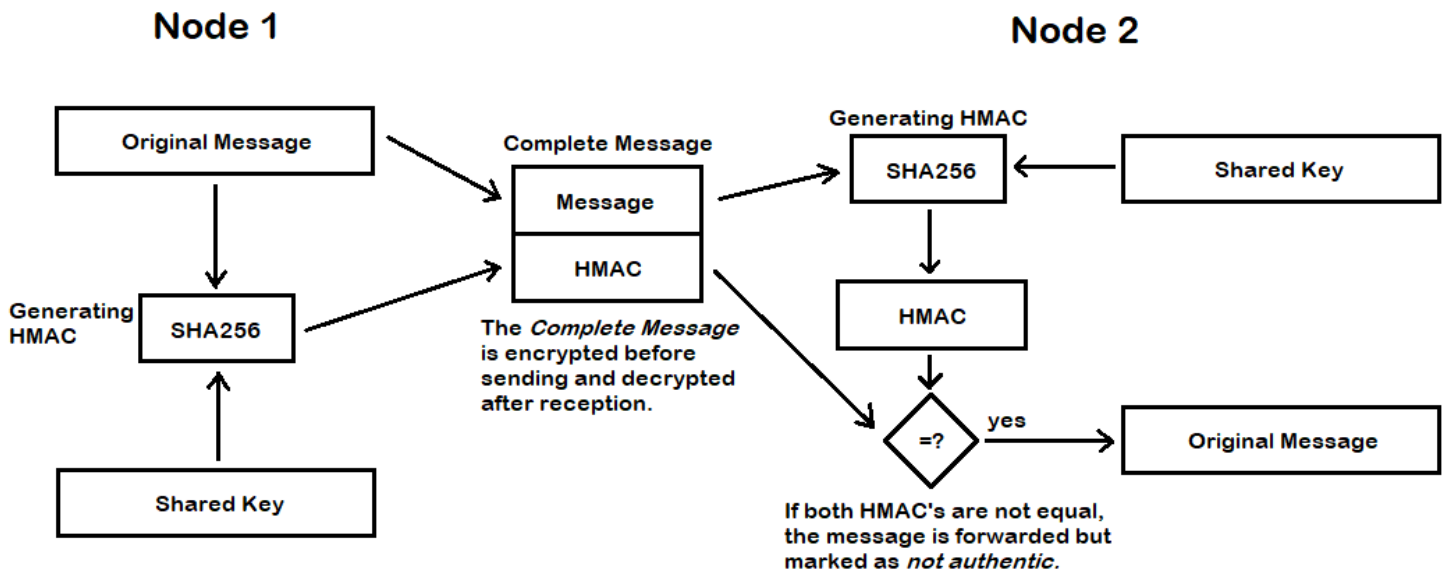 Node 1
Node 2
Original Message
Generating HMAC
Complete Message
SHA256
Shared Key
Message
HMAC
Generating
HMAC
SHA256
HMAC
The Complete Message
is encrypted before
sending and decrypted
after reception.
=?
yes
Original Message
Shared Key
If both HMAC's are not equal,
the message is forwarded but
marked as not authentic.